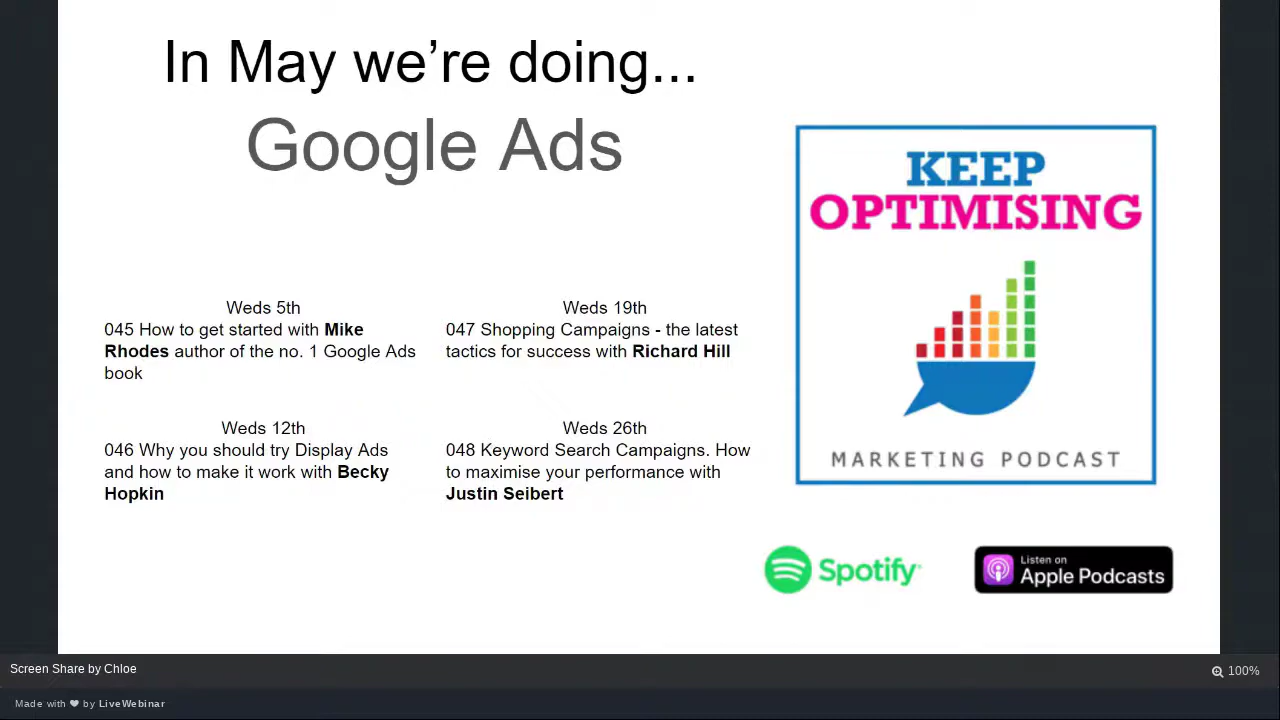 In May we’re doing...
Google Ads
Weds 5th
045 How to get started with Mike
Rhodes author of the no. 1 Google Ads
book
Weds 12th
046 Why you should try Display Ads
and how to make it work with Becky
Hopkin
Weds 19th
047 Shopping Campaigns - the latest
tactics for success with Richard Hill
Weds 26th
048 Keyword Search Campaigns. How
to maximise your performance with
Justin Seibert
KEEP
OPTIMISING
MARKETING PODCAST
Spotify
Listen on
Apple Podcasts
Screen Share by Chloe
100%
Made with ❤ by LiveWebinar